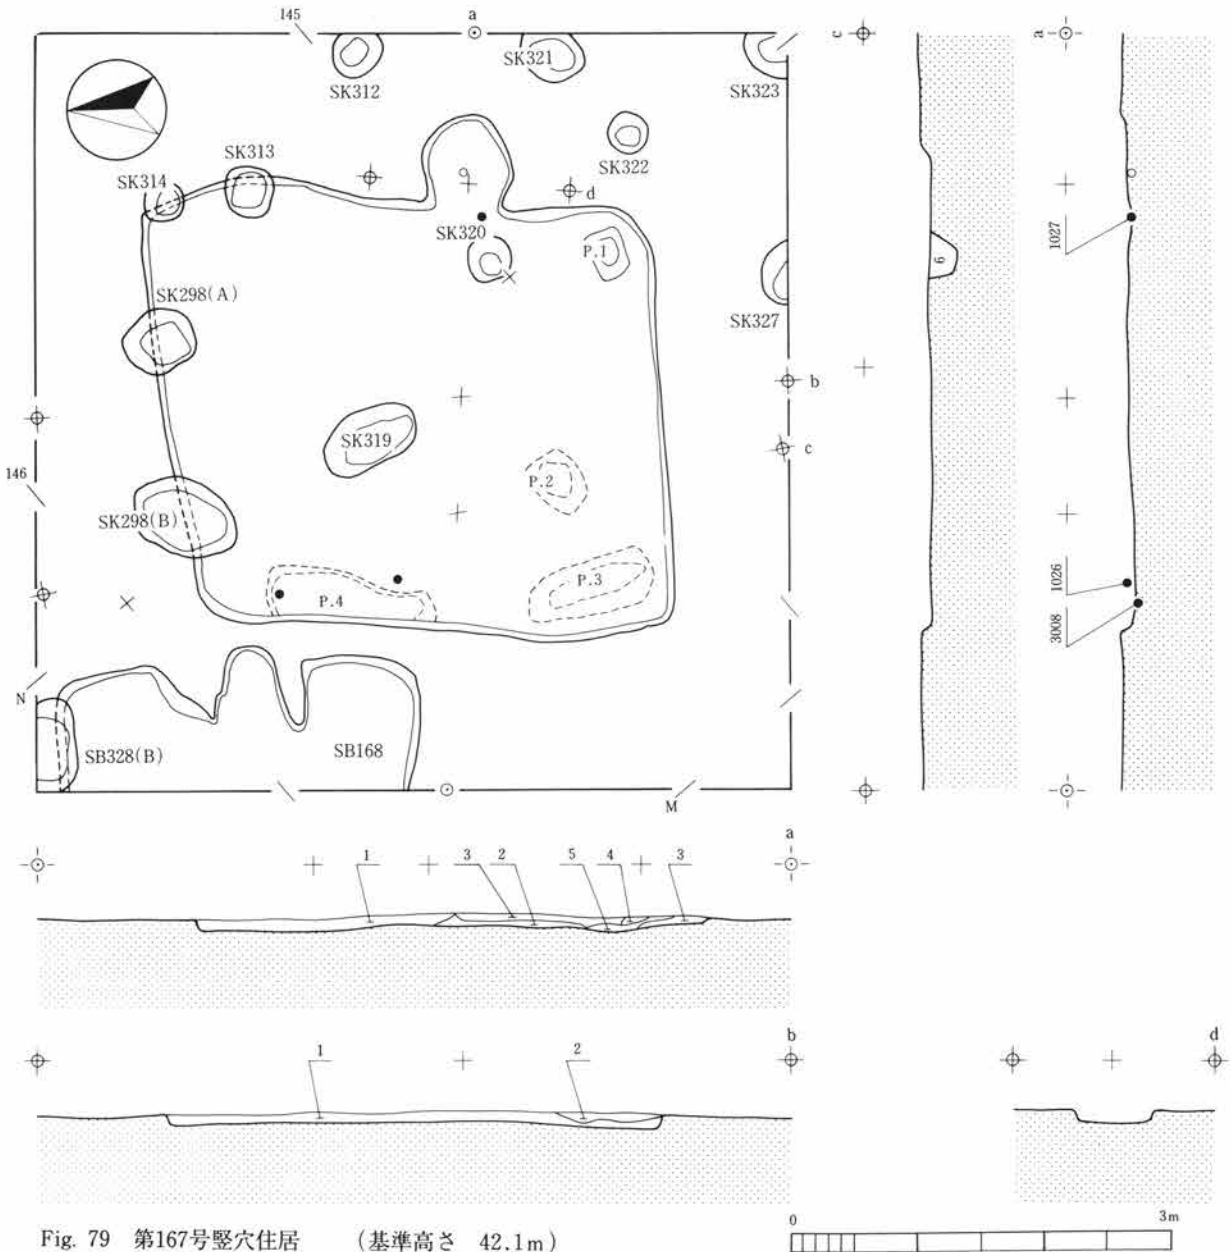 145
a
c
a
SK312
SK321
SK323
SK313
SK322
SK314
d
SK320
P.1
1027
6
SK298(A)
SK327
b
SK319
c
146
P.2
SK298(B)
P.3
P.4
1026
3008
N
SB328(B)
SB168
M
a
1
3
2
5
4
3
b
d
1
2
0
3m
Fig. 79 第167号竪穴住居 (基準高さ 42.1m)